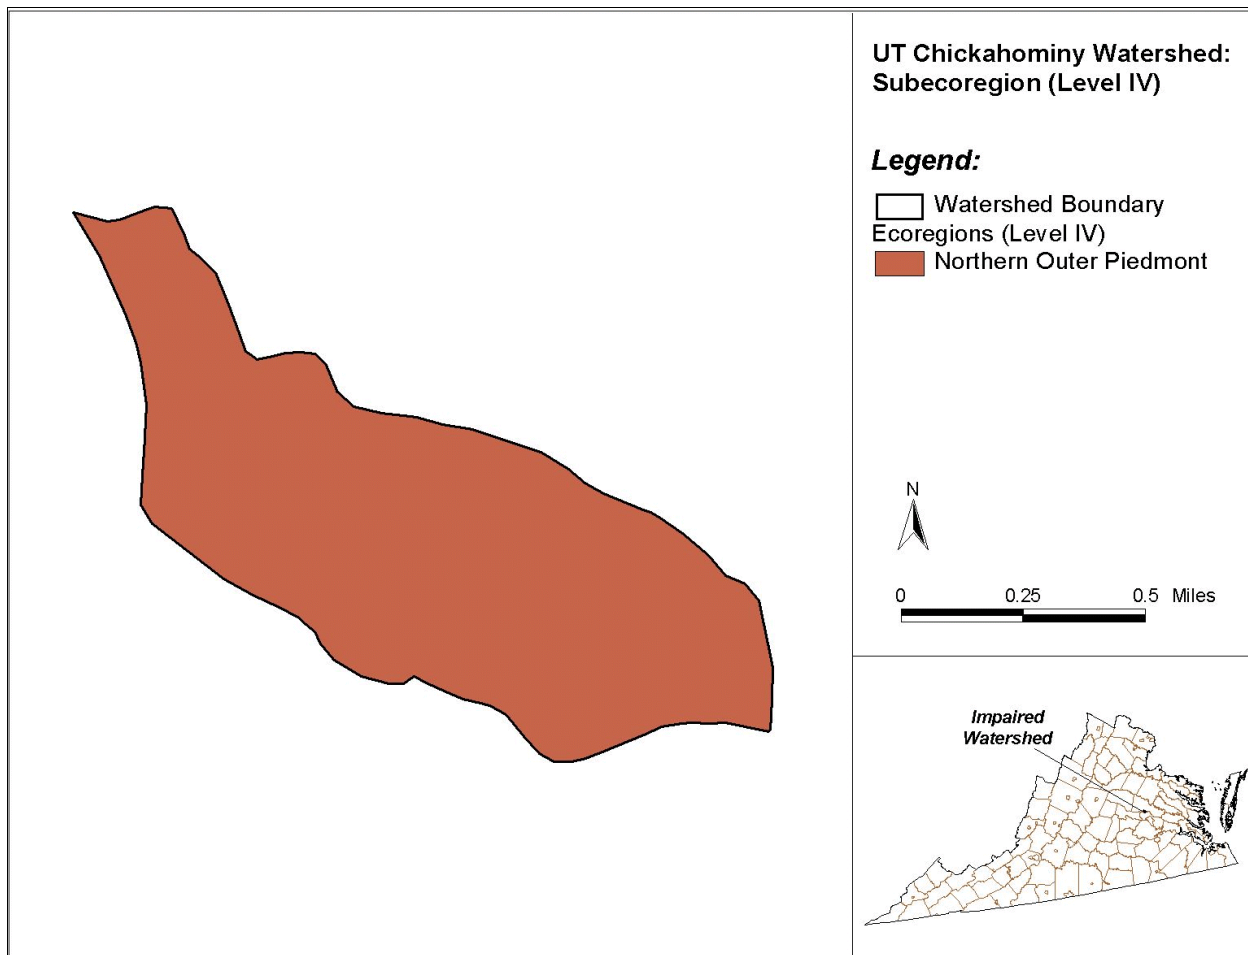 UT Chickahominy Watershed:
Subecoregion (Level IV)
Legend:
Watershed Boundary
Ecoregions (Level IV)
Northern Outer Piedmont
N
0 0.25 0.5 Miles
Impaired
Watershed